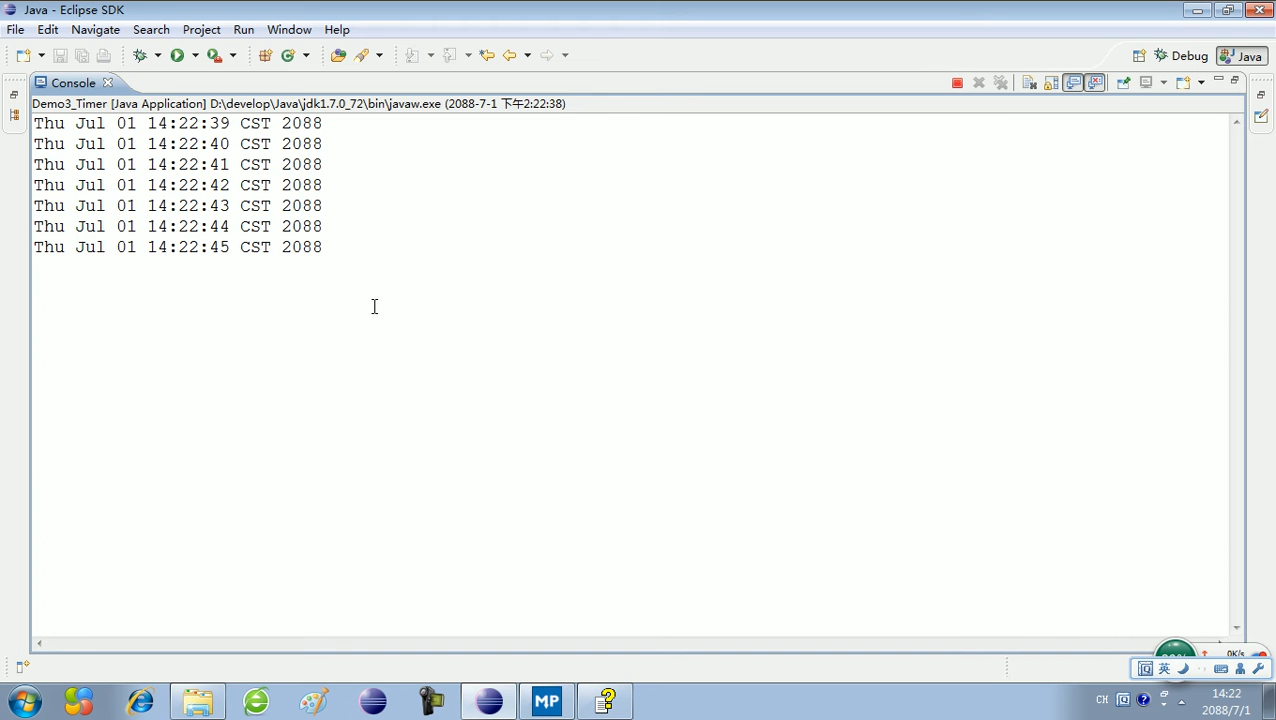 Java - Eclipse SDK
File Edit Navigate Search Project Run Window Help
Debug Java
Console
Demo3_Timer [Java Application] D:\develop\Java\jdk1.7.0_72\bin\javaw.exe (2088-7-1 下午2:22:38)
Thu Jul 01 14:22:39 CST 2088
Thu Jul 01 14:22:40 CST 2088
Thu Jul 01 14:22:41 CST 2088
Thu Jul 01 14:22:42 CST 2088
Thu Jul 01 14:22:43 CST 2088
Thu Jul 01 14:22:44 CST 2088
Thu Jul 01 14:22:45 CST 2088
0K/s
英
MP
CH
14:22
2088/7/1